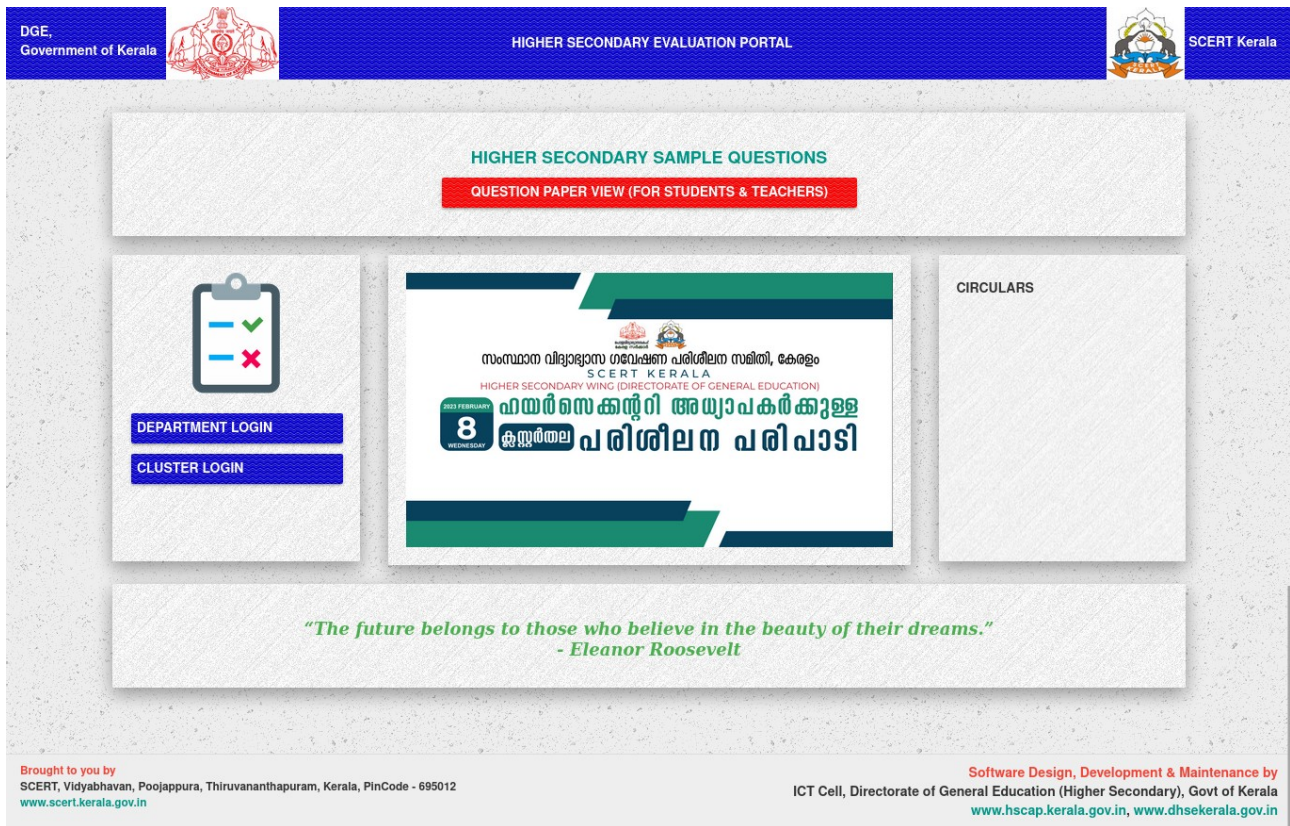 DGE,
Government of Kerala
HIGHER SECONDARY EVALUATION PORTAL
SCERT Kerala
HIGHER SECONDARY SAMPLE QUESTIONS
QUESTION PAPER VIEW (FOR STUDENTS & TEACHERS)
DEPARTMENT LOGIN
CLUSTER LOGIN
സംസ്ഥാന വിദ്യാഭ്യാസ ഗവേഷണ പരിശീലന സമിതി, കേരളം
SCERT KERALA
HIGHER SECONDARY WING (DIRECTORATE OF GENERAL EDUCATION)
2023 FEBRUARY
8
WEDNESDAY
ഹയർസെക്കന്ററി അധ്യാപകർക്കുള്ള
ക്ലസ്റ്റർതല പരിശീലന പരിപാടി
CIRCULARS
“The future belongs to those who believe in the beauty of their dreams.”
- Eleanor Roosevelt
Brought to you by
SCERT, Vidyabhavan, Poojappura, Thiruvananthapuram, Kerala, PinCode - 695012
www.scert.kerala.gov.in
Software Design, Development & Maintenance by
ICT Cell, Directorate of General Education (Higher Secondary), Govt of Kerala
www.hscap.kerala.gov.in, www.dhsekerala.gov.in